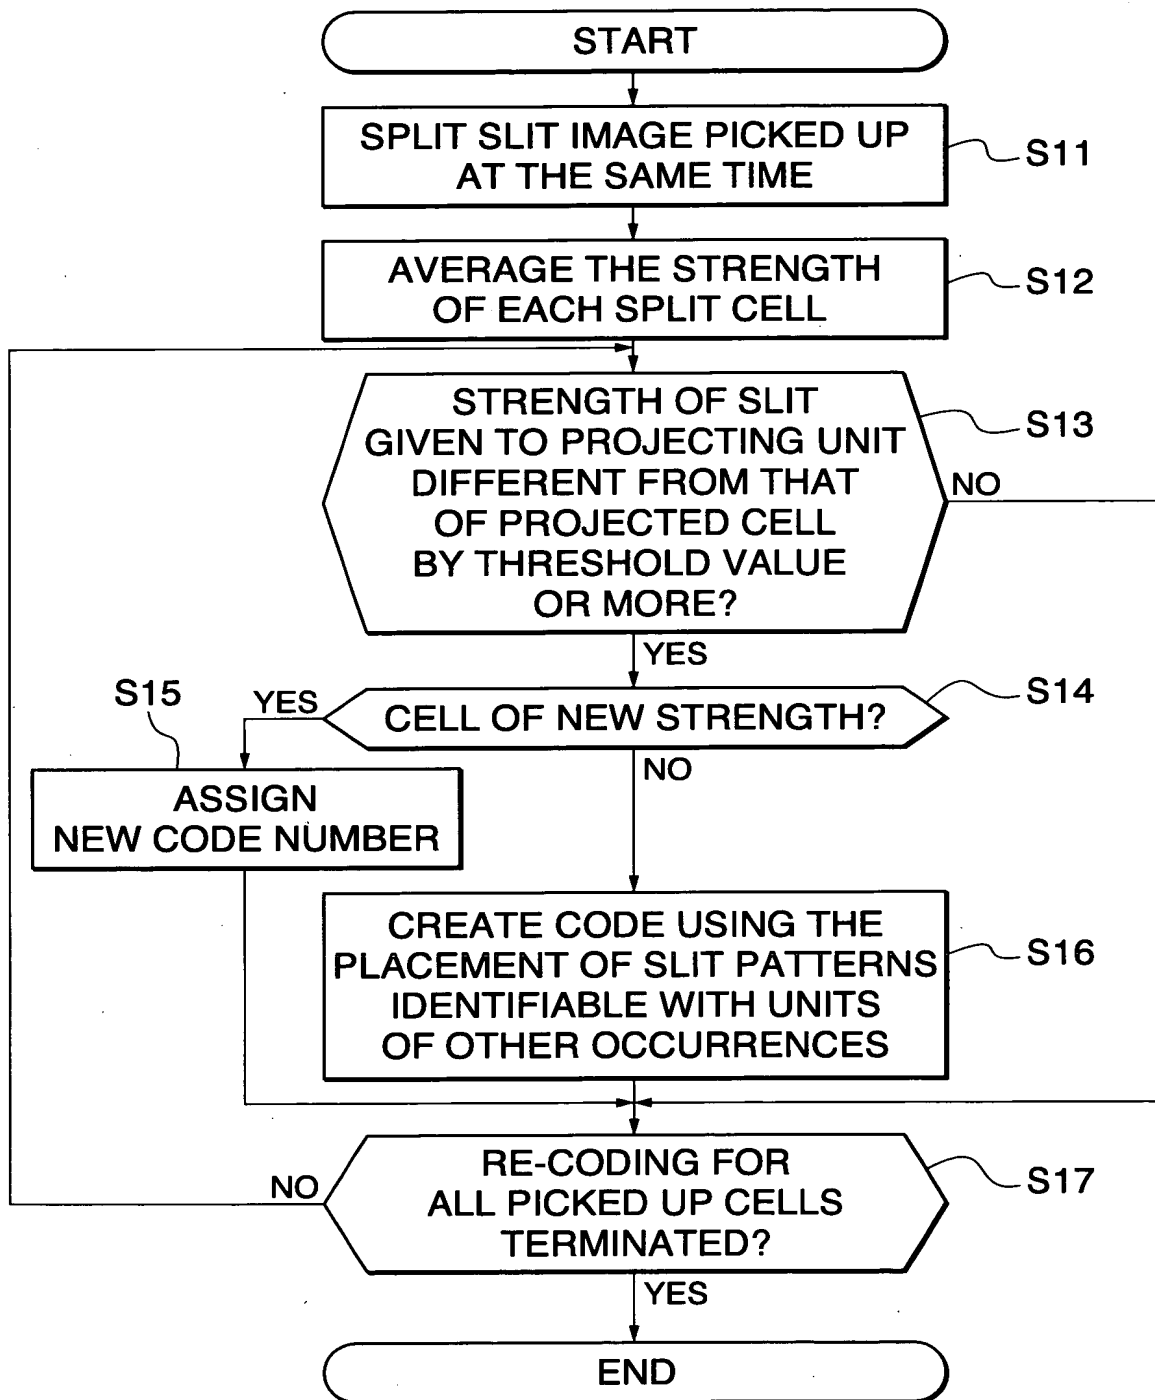 START
SPLIT SLIT IMAGE PICKED UP
AT THE SAME TIME
S11
AVERAGE THE STRENGTH
OF EACH SPLIT CELL
S12
STRENGTH OF SLIT
GIVEN TO PROJECTING UNIT
DIFFERENT FROM THAT
OF PROJECTED CELL
BY THRESHOLD VALUE
OR MORE?
S13
NO
YES
CELL OF NEW STRENGTH?
S14
YES
NO
S15
ASSIGN
NEW CODE NUMBER
CREATE CODE USING THE
PLACEMENT OF SLIT PATTERNS
IDENTIFIABLE WITH UNITS
OF OTHER OCCURRENCES
S16
RE-CODING FOR
ALL PICKED UP CELLS
TERMINATED?
S17
NO
YES
END